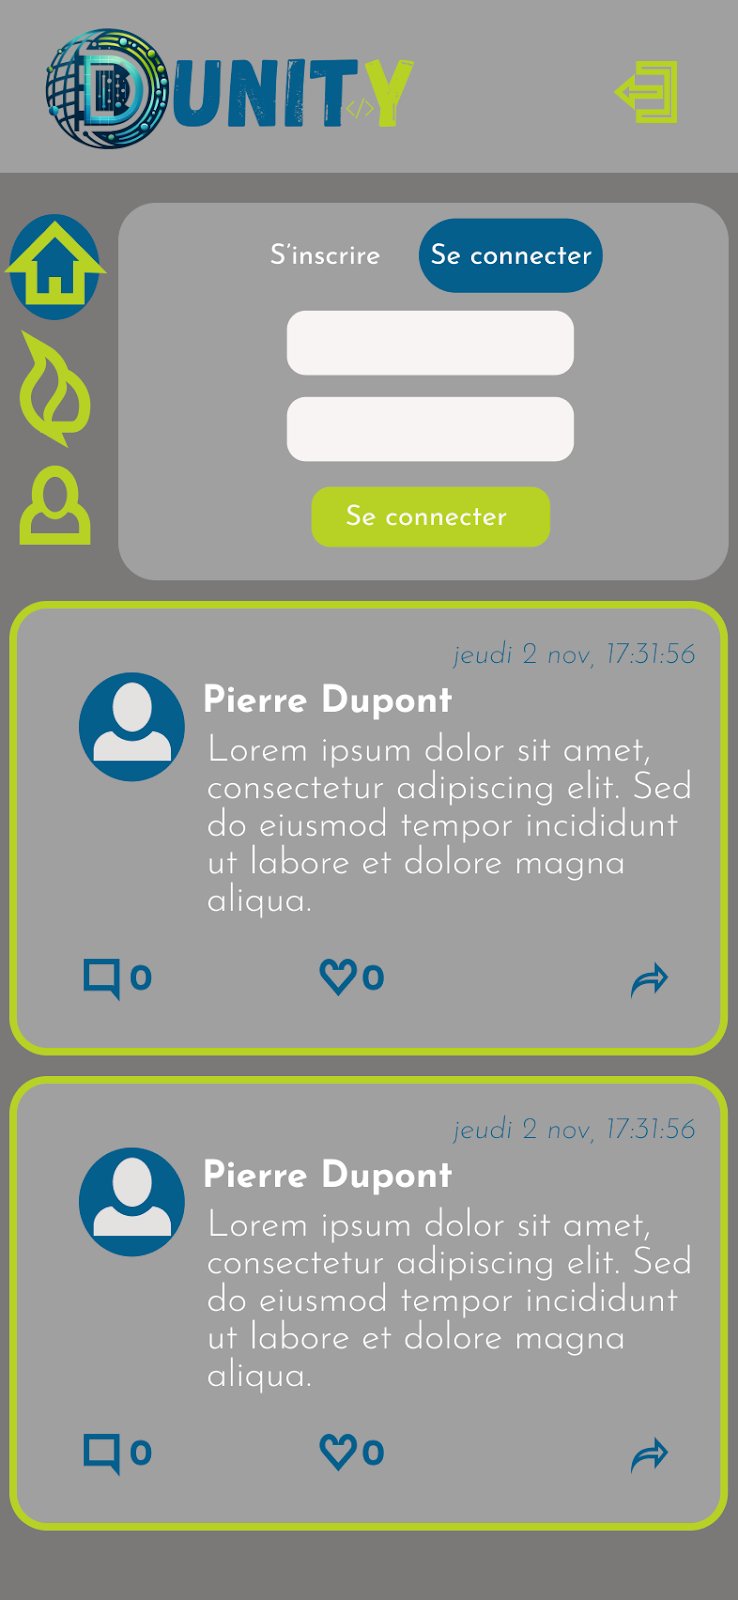 DUNIT</>Y
S'inscrire
Se connecter
Se connecter
jeudi 2 nov, 17:31:56
Pierre Dupont
Lorem ipsum dolor sit amet,
consectetur adipiscing elit. Sed
do eiusmod tempor incididunt
ut labore et dolore magna
aliqua.
0
0
jeudi 2 nov, 17:31:56
Pierre Dupont
Lorem ipsum dolor sit amet,
consectetur adipiscing elit. Sed
do eiusmod tempor incididunt
ut labore et dolore magna
aliqua.
0
0